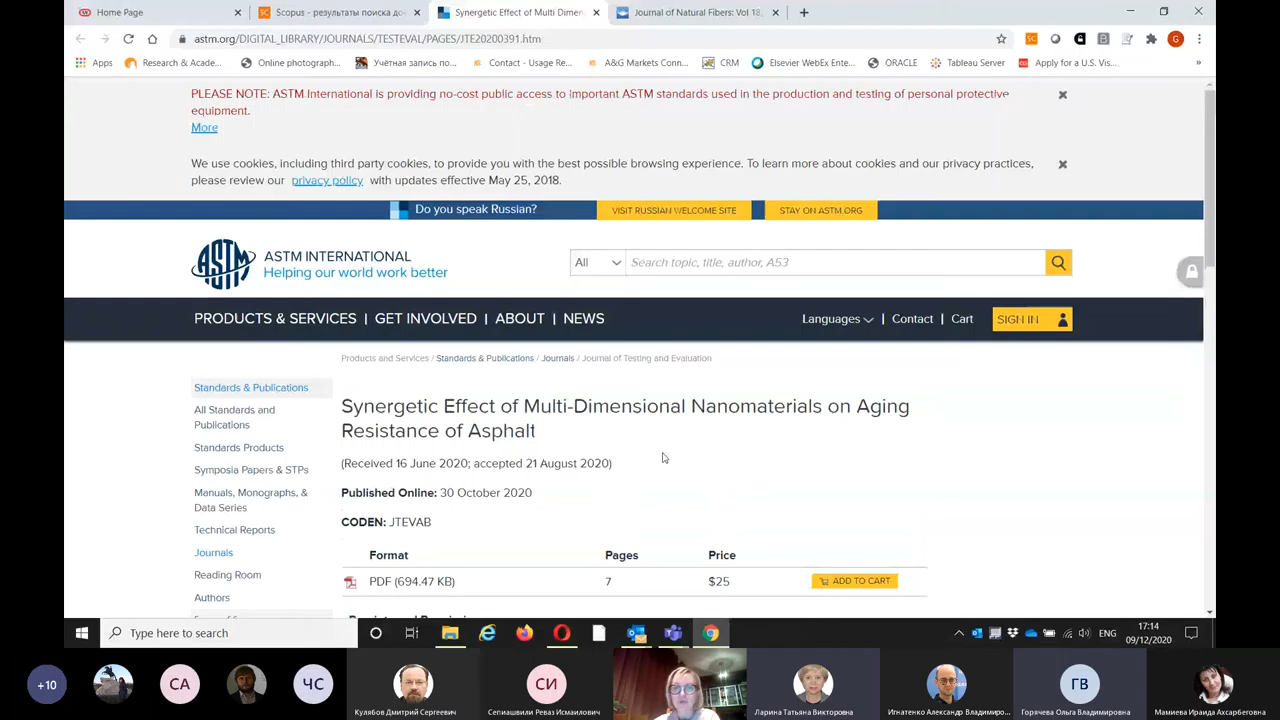 Home Page
Scopus - результаты поиска до
Synergetic Effect of Multi Dimen
Journal of Natural Fibers: Vol 18,
astm.org/DIGITAL_LIBRARY/JOURNALS/TESTEVAL/PAGES/JTE20200391.htm
Apps
Research & Acade...
Online photograph...
Учётная запись по...
Contact - Usage Re...
A&G Markets Conn...
CRM
Elsevier WebEx Ente...
ORACLE
Tableau Server
Apply for a U.S. Vis...
PLEASE NOTE: ASTM International is providing no-cost public access to important ASTM standards used in the production and testing of personal protective
equipment.
More
We use cookies, including third party cookies, to provide you with the best possible browsing experience. To learn more about cookies and our privacy practices,
please review our privacy policy with updates effective May 25, 2018.
Do you speak Russian?
VISIT RUSSIAN WELCOME SITE
STAY ON ASTM.ORG
ASTM
ASTM INTERNATIONAL
Helping our world work better
All
Search topic, title, author, A53
PRODUCTS & SERVICES | GET INVOLVED | ABOUT | NEWS
Languages | Contact | Cart
SIGN IN
Products and Services / Standards & Publications / Journals / Journal of Testing and Evaluation
Standards & Publications
All Standards and
Publications
Standards Products
Symposia Papers & STPs
Manuals, Monographs, &
Data Series
Technical Reports
Journals
Reading Room
Authors
Synergetic Effect of Multi-Dimensional Nanomaterials on Aging
Resistance of Asphalt
(Received 16 June 2020; accepted 21 August 2020)
Published Online: 30 October 2020
CODEN: JTEVAB
Format Pages Price
PDF (694.47 KB) 7 $25
ADD TO CART
Type here to search
ENG
17:14
09/12/2020
+10
СА
ЧС
Кулябов Дмитрий Сергеевич
СИ
Сепиашвили Реваз Исмаилович
Ларина Татьяна Викторовна
Игнатенко Александр Владимиро...
ГВ
Горячева Ольга Владимировна
Мамиева Ираида Ахсарбеговна